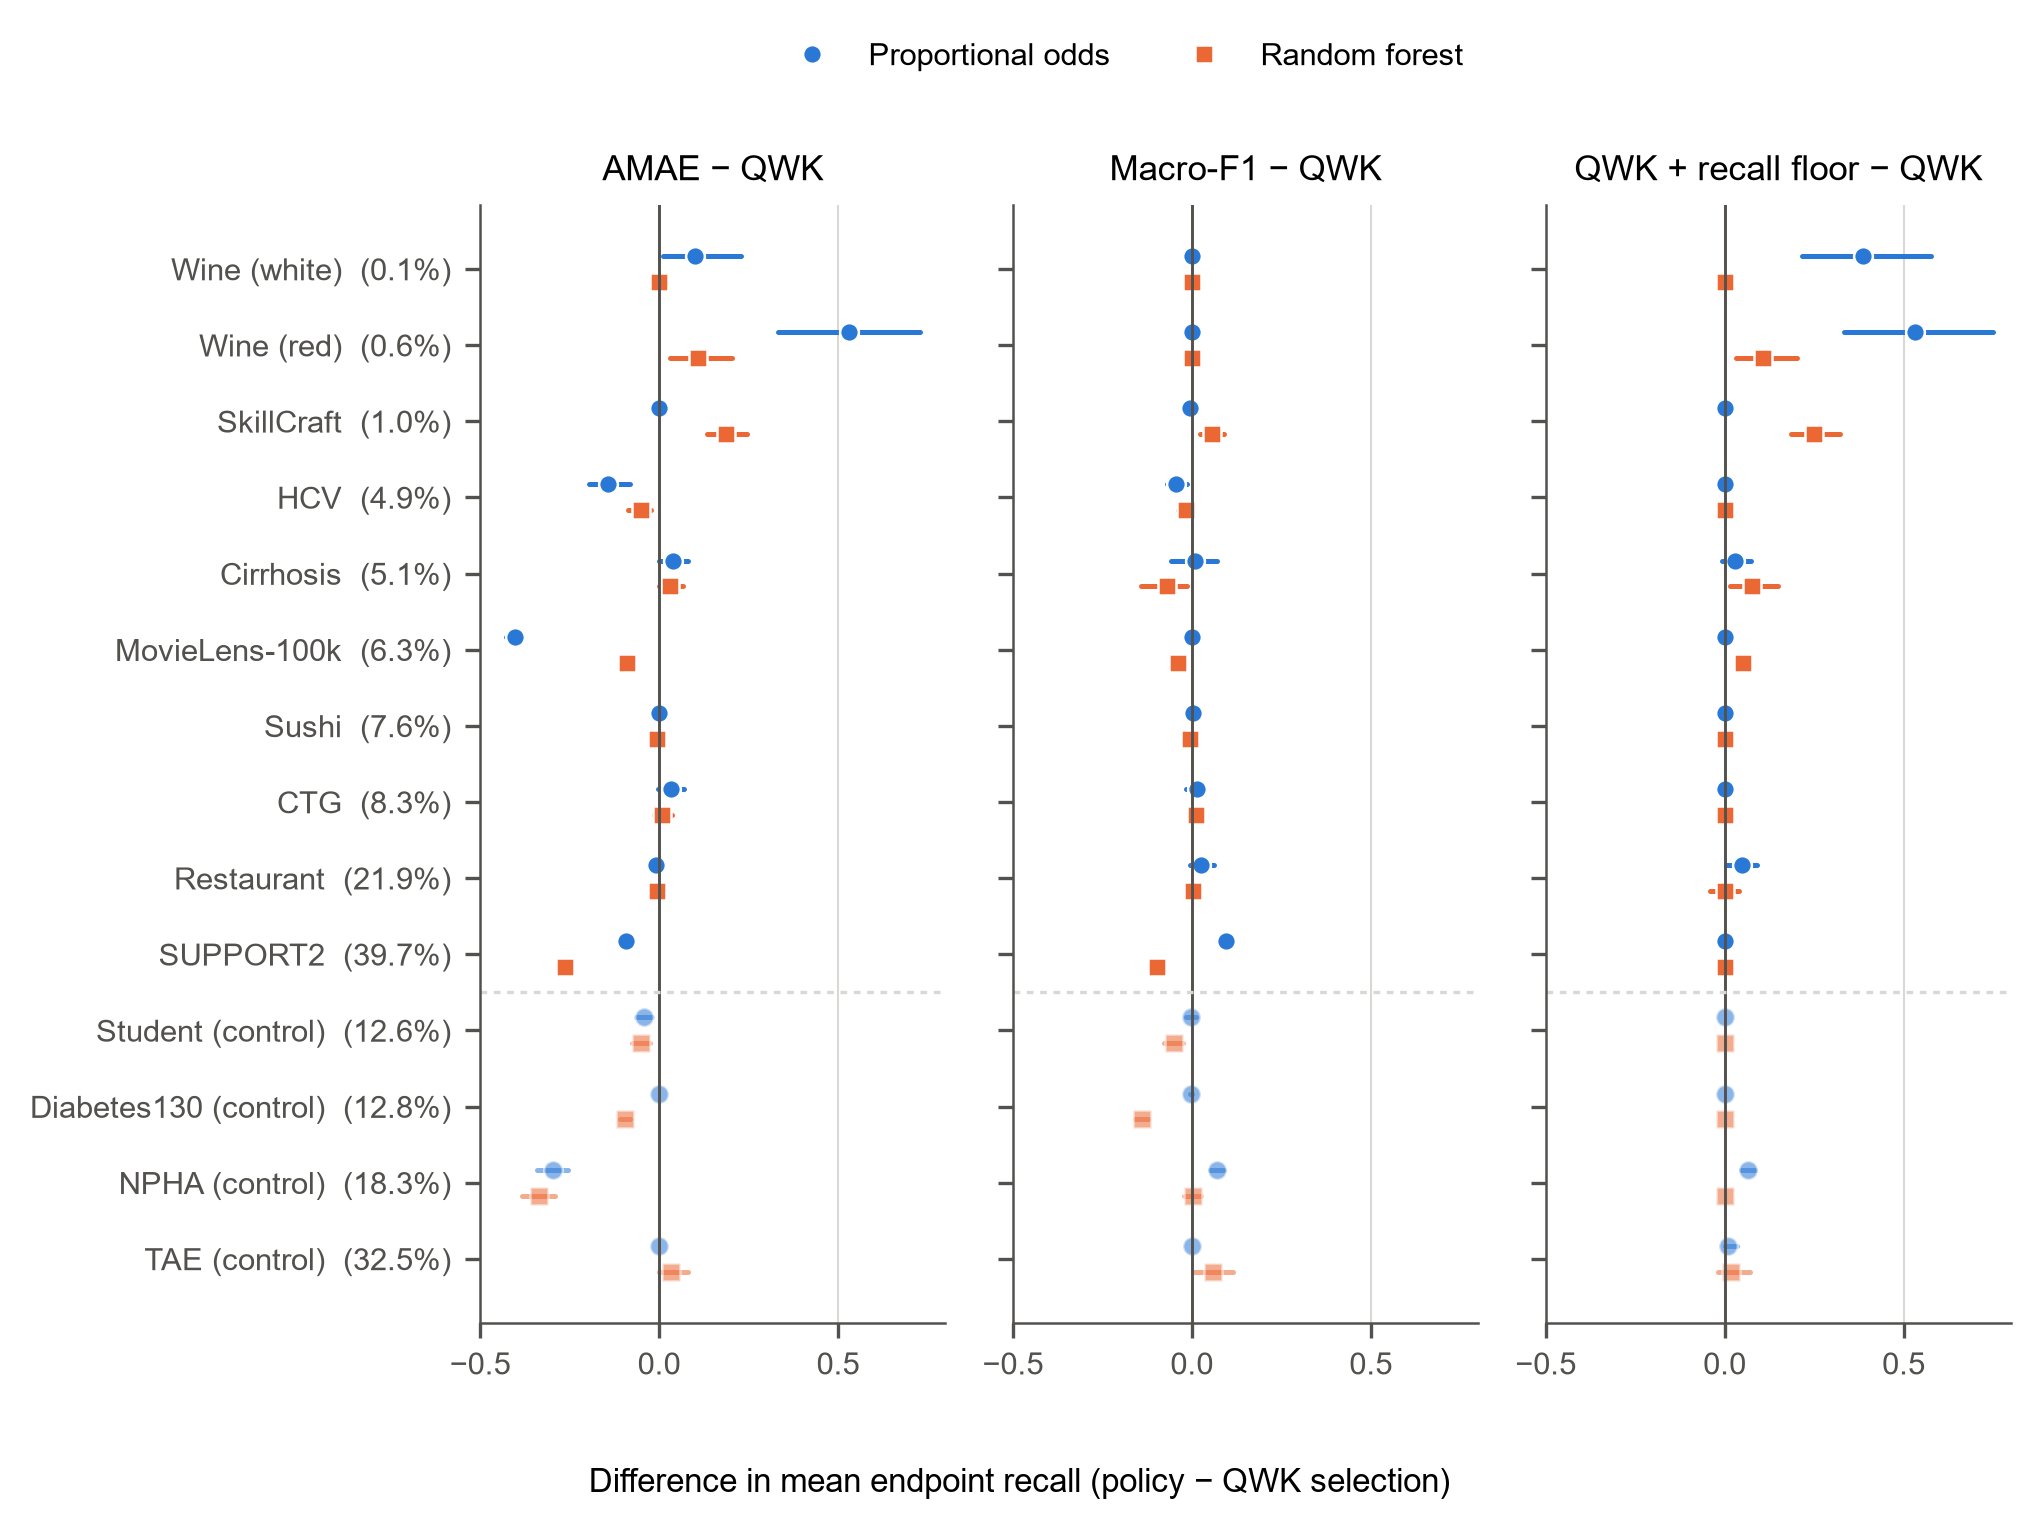 Proportional odds Random forest
AMAE − QWK Macro-F1 − QWK QWK + recall floor − QWK
Wine (white) (0.1%)
Wine (red) (0.6%)
SkillCraft (1.0%)
HCV (4.9%)
Cirrhosis (5.1%)
MovieLens-100k (6.3%)
Sushi (7.6%)
CTG (8.3%)
Restaurant (21.9%)
SUPPORT2 (39.7%)
Student (control) (12.6%)
Diabetes130 (control) (12.8%)
NPHA (control) (18.3%)
TAE (control) (32.5%)
−0.5 0.0 0.5 −0.5 0.0 0.5 −0.5 0.0 0.5
Difference in mean endpoint recall (policy − QWK selection)